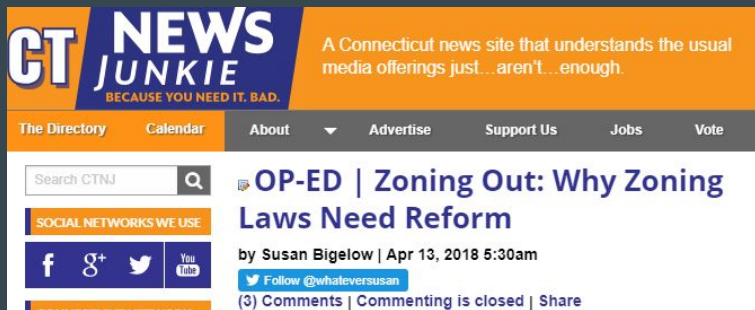 CT NEWS JUNKIE
BECAUSE YOU NEED IT. BAD.
A Connecticut news site that understands the usual
media offerings just...aren't...enough.
The Directory Calendar About Advertise Support Us Jobs Vote
Search CTNJ
SOCIAL NETWORKS WE USE
f g+ You Tube
OP-ED | Zoning Out: Why Zoning
Laws Need Reform
by Susan Bigelow | Apr 13, 2018 5:30am
Follow @whateversusan
(3) Comments | Commenting is closed | Share